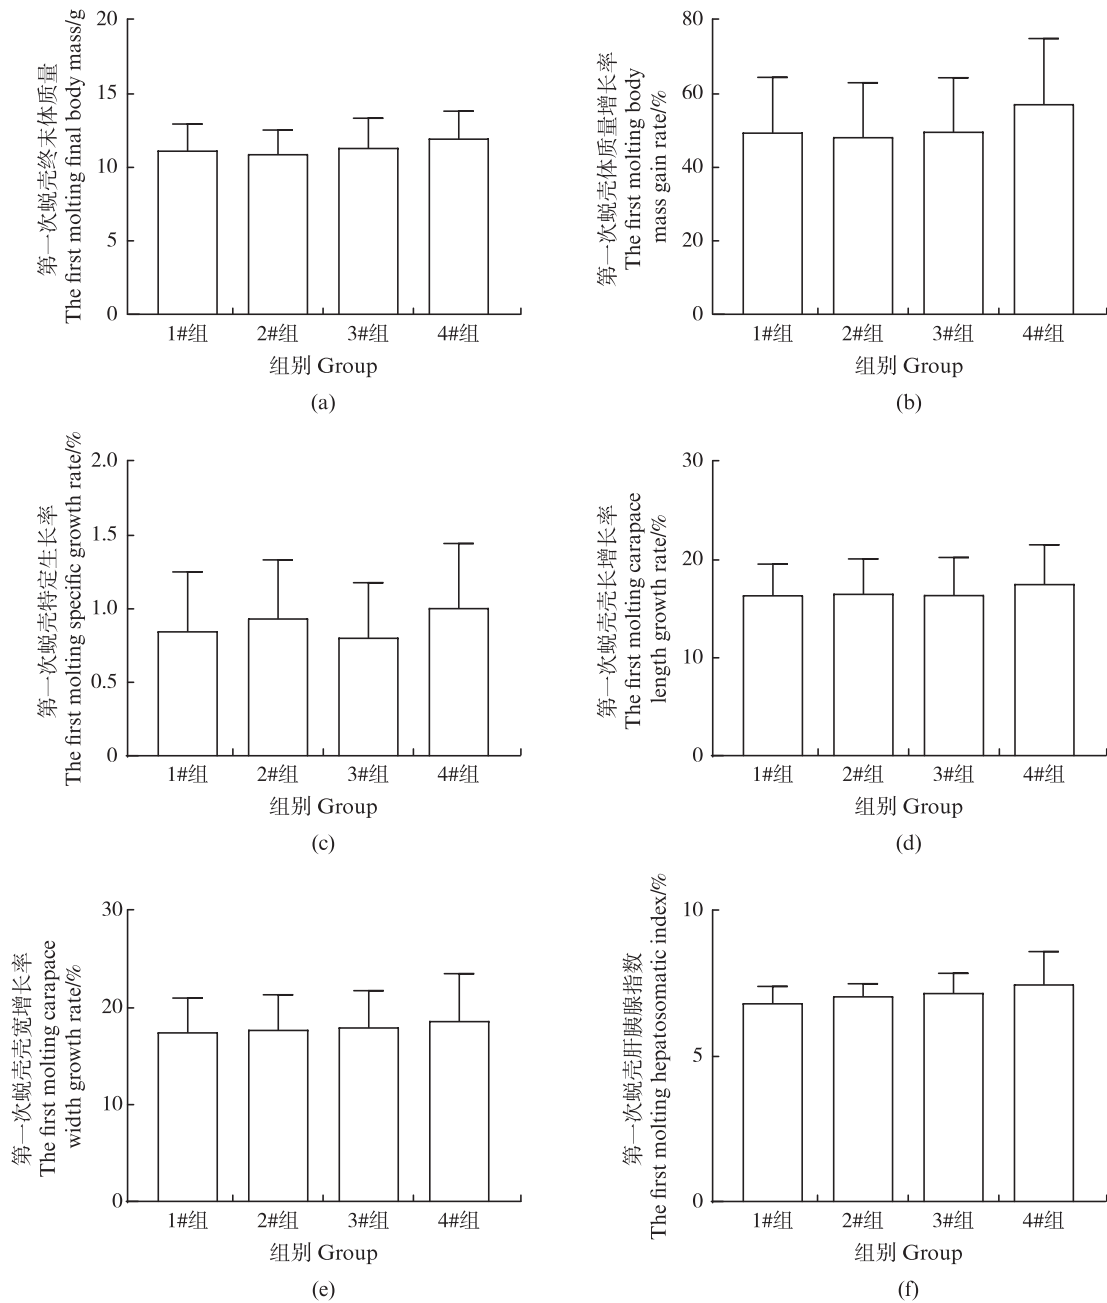 第一次蜕壳终末体质量
The first molting final body mass/g
20
15
10
5
0
1#组 2#组 3#组 4#组
组别 Group
(a)
第一次蜕壳体质量增长率
The first molting body
mass gain rate/%
80
60
40
20
0
1#组 2#组 3#组 4#组
组别 Group
(b)
第一次蜕壳特定生长率
The first molting specific growth rate/%
2.0
1.5
1.0
0.5
0
1#组 2#组 3#组 4#组
组别 Group
(c)
第一次蜕壳壳长增长率
The first molting carapace
length growth rate/%
30
20
10
0
1#组 2#组 3#组 4#组
组别 Group
(d)
第一次蜕壳壳宽增长率
The first molting carapace
width growth rate/%
30
20
10
0
1#组 2#组 3#组 4#组
组别 Group
(e)
第一次蜕壳肝胰腺指数
The first molting hepatosomatic index/%
10
5
0
1#组 2#组 3#组 4#组
组别 Group
(f)